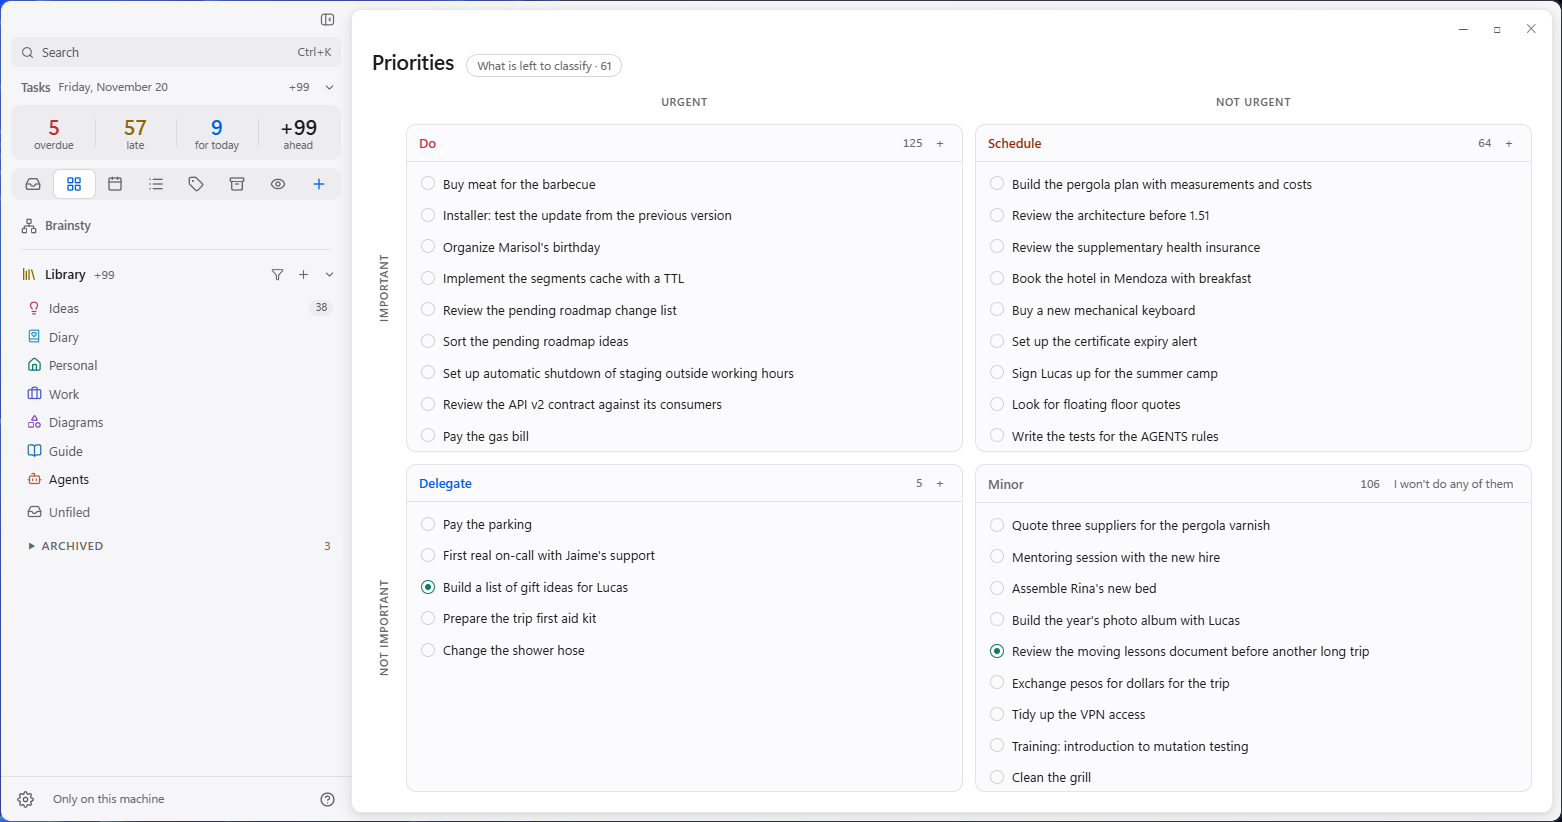 Search Ctrl+K
Tasks Friday, November 20 +99
5 57 9 +99
overdue late for today ahead
Brainsty
Library +99
Ideas 38
Diary
Personal
Work
Diagrams
Guide
Agents
Unfiled
ARCHIVED 3
Only on this machine
Priorities What is left to classify · 61
URGENT
NOT URGENT
IMPORTANT
Do 125 +
Buy meat for the barbecue
Installer: test the update from the previous version
Organize Marisol's birthday
Implement the segments cache with a TTL
Review the pending roadmap change list
Sort the pending roadmap ideas
Set up automatic shutdown of staging outside working hours
Review the API v2 contract against its consumers
Pay the gas bill
Schedule 64 +
Build the pergola plan with measurements and costs
Review the architecture before 1.51
Review the supplementary health insurance
Book the hotel in Mendoza with breakfast
Buy a new mechanical keyboard
Set up the certificate expiry alert
Sign Lucas up for the summer camp
Look for floating floor quotes
Write the tests for the AGENTS rules
NOT IMPORTANT
Delegate 5 +
Pay the parking
First real on-call with Jaime's support
Build a list of gift ideas for Lucas
Prepare the trip first aid kit
Change the shower hose
Minor 106 I won't do any of them
Quote three suppliers for the pergola varnish
Mentoring session with the new hire
Assemble Rina's new bed
Build the year's photo album with Lucas
Review the moving lessons document before another long trip
Exchange pesos for dollars for the trip
Tidy up the VPN access
Training: introduction to mutation testing
Clean the grill